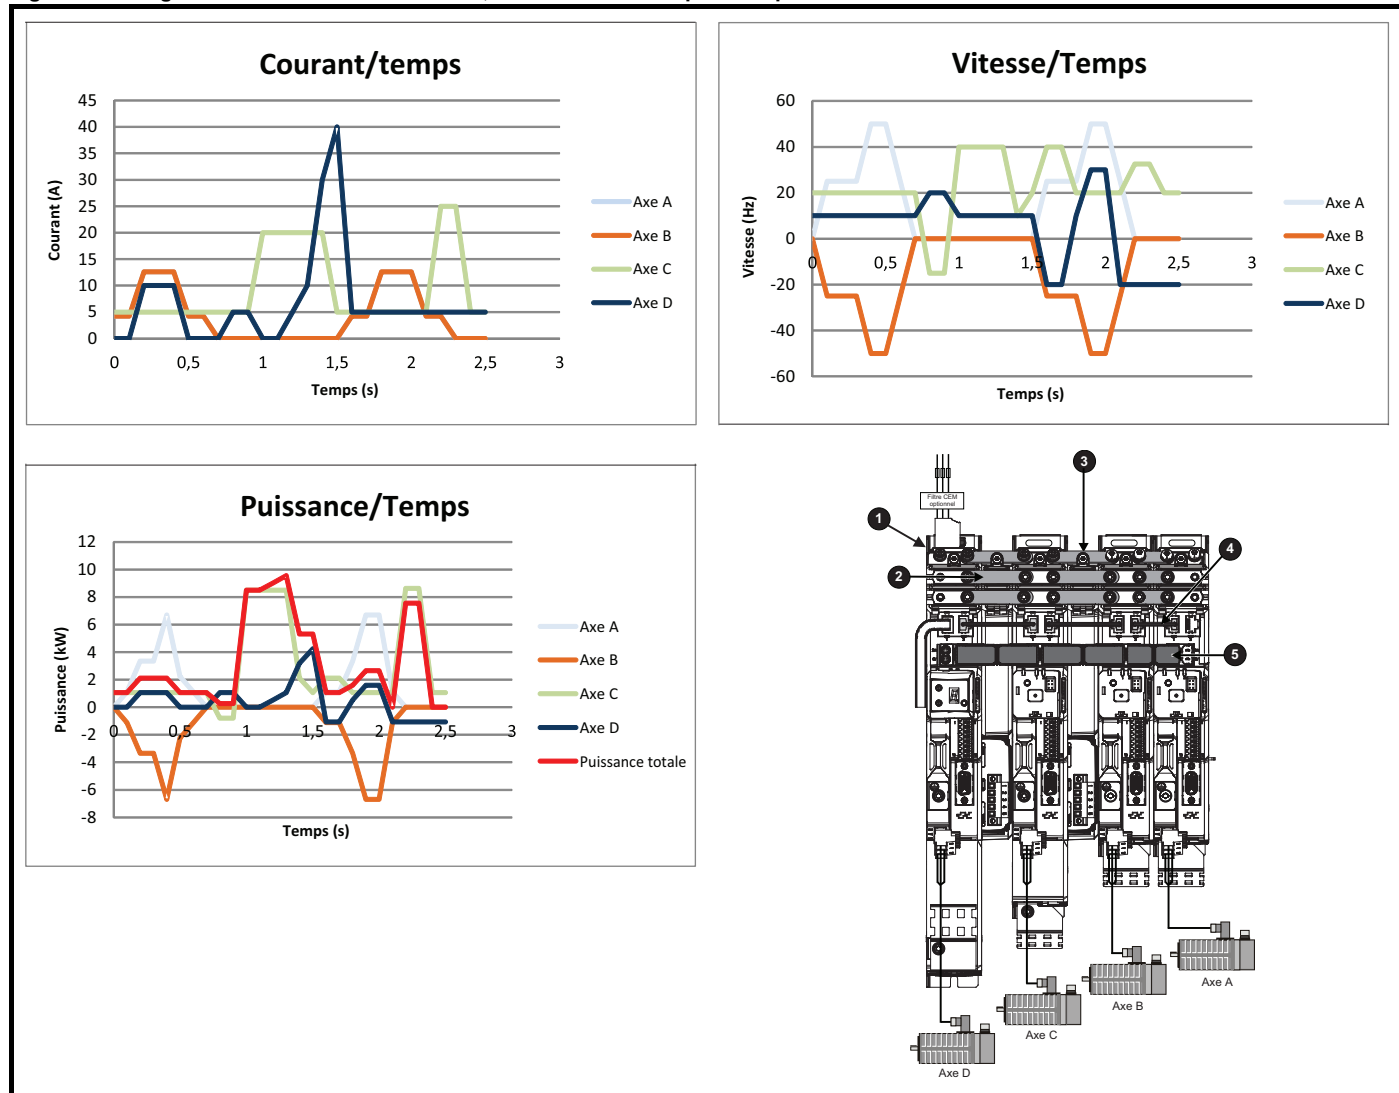 Courant/temps
45
40
35
30
25
20
15
10
5
0
Courant (A)
0 0,5 1 1,5 2 2,5 3
Temps (s)
Axe A
Axe B
Axe C
Axe D
Vitesse/Temps
60
40
20
0
-20
-40
-60
Vitesse (Hz)
0 0,5 1 1,5 2 2,5 3
Temps (s)
Axe A
Axe B
Axe C
Axe D
Puissance/Temps
12
10
8
6
4
2
0
-2
-4
-6
-8
Puissance (kW)
0 0,5 1 1,5 2 2,5 3
Temps (s)
Axe A
Axe B
Axe C
Axe D
Puissance totale
Filtre CEM
optionnel
1
2
3
4
5
Axe A
Axe B
Axe C
Axe D